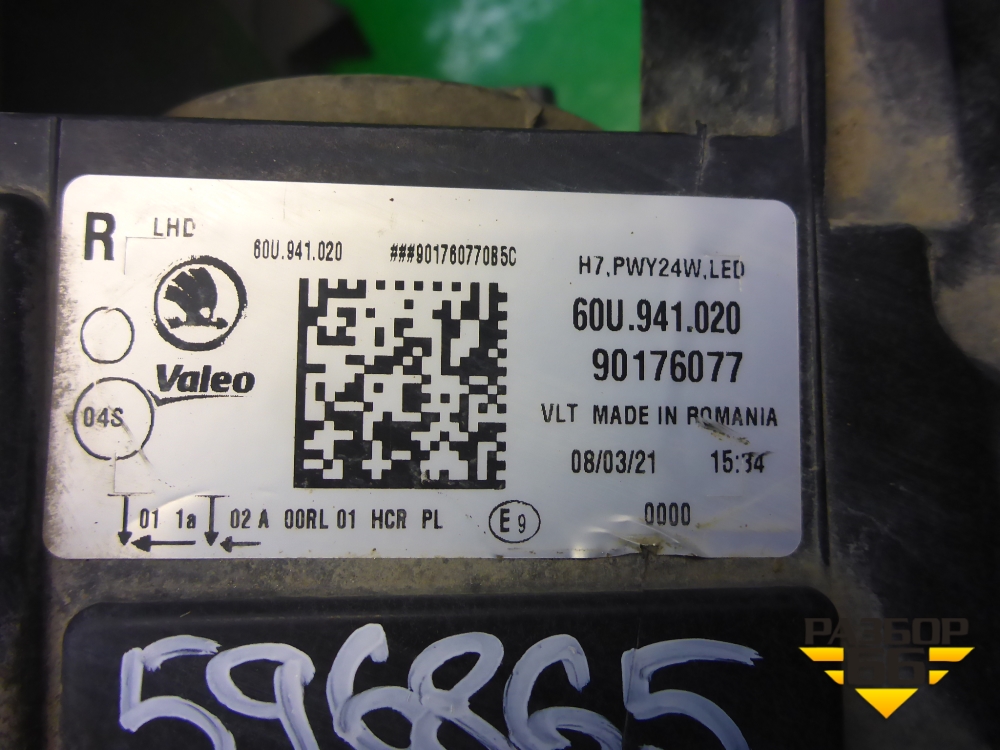 R LHD
60U.941.020 ###901760770B5C
H7,PWY24W,LED
60U.941.020
90176077
Valeo
04S
VLT MADE IN ROMANIA
08/03/21 15:34
01 1a 02 A 00RL 01 HCR PL E9
0000
596865
РАЗБОР